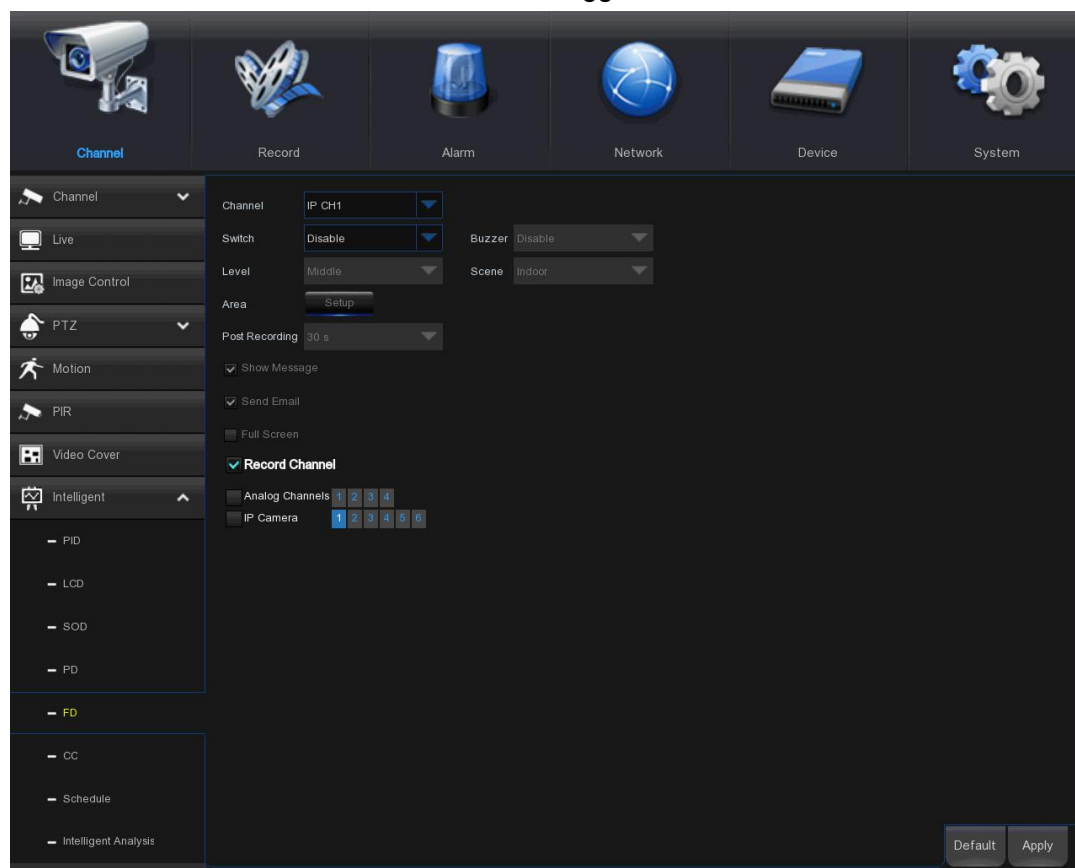 gg
Channel Record Alarm Network Device System
Channel
Live
Image Control
PTZ
Motion
PIR
Video Cover
Intelligent
PID
LCD
SOD
PD
FD
CC
Schedule
Intelligent Analysis
Channel IP CH1
Switch Disable Buzzer Disable
Level Middle Scene Indoor
Area Setup
Post Recording 30 s
Show Message
Send Email
Full Screen
Record Channel
Analog Channels 1 2 3 4
IP Camera 1 2 3 4 5 6
Default Apply